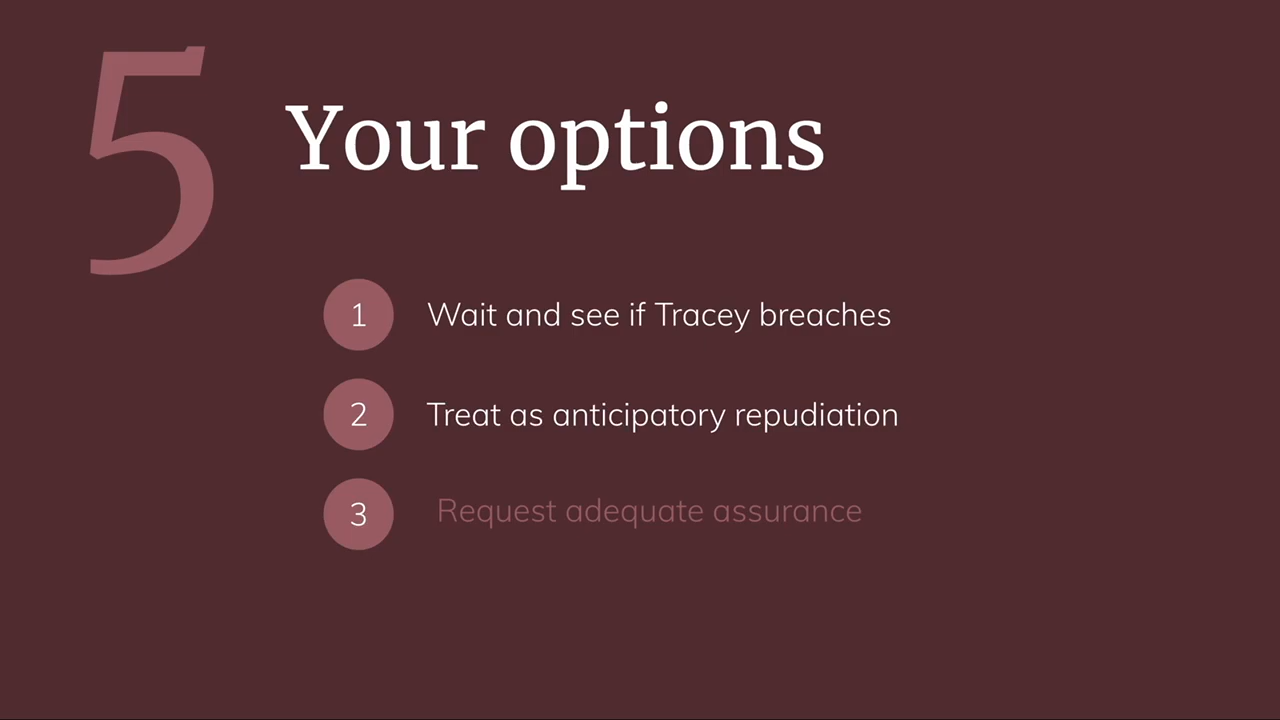 5
Your options
1 Wait and see if Tracey breaches
2 Treat as anticipatory repudiation
3 Request adequate assurance